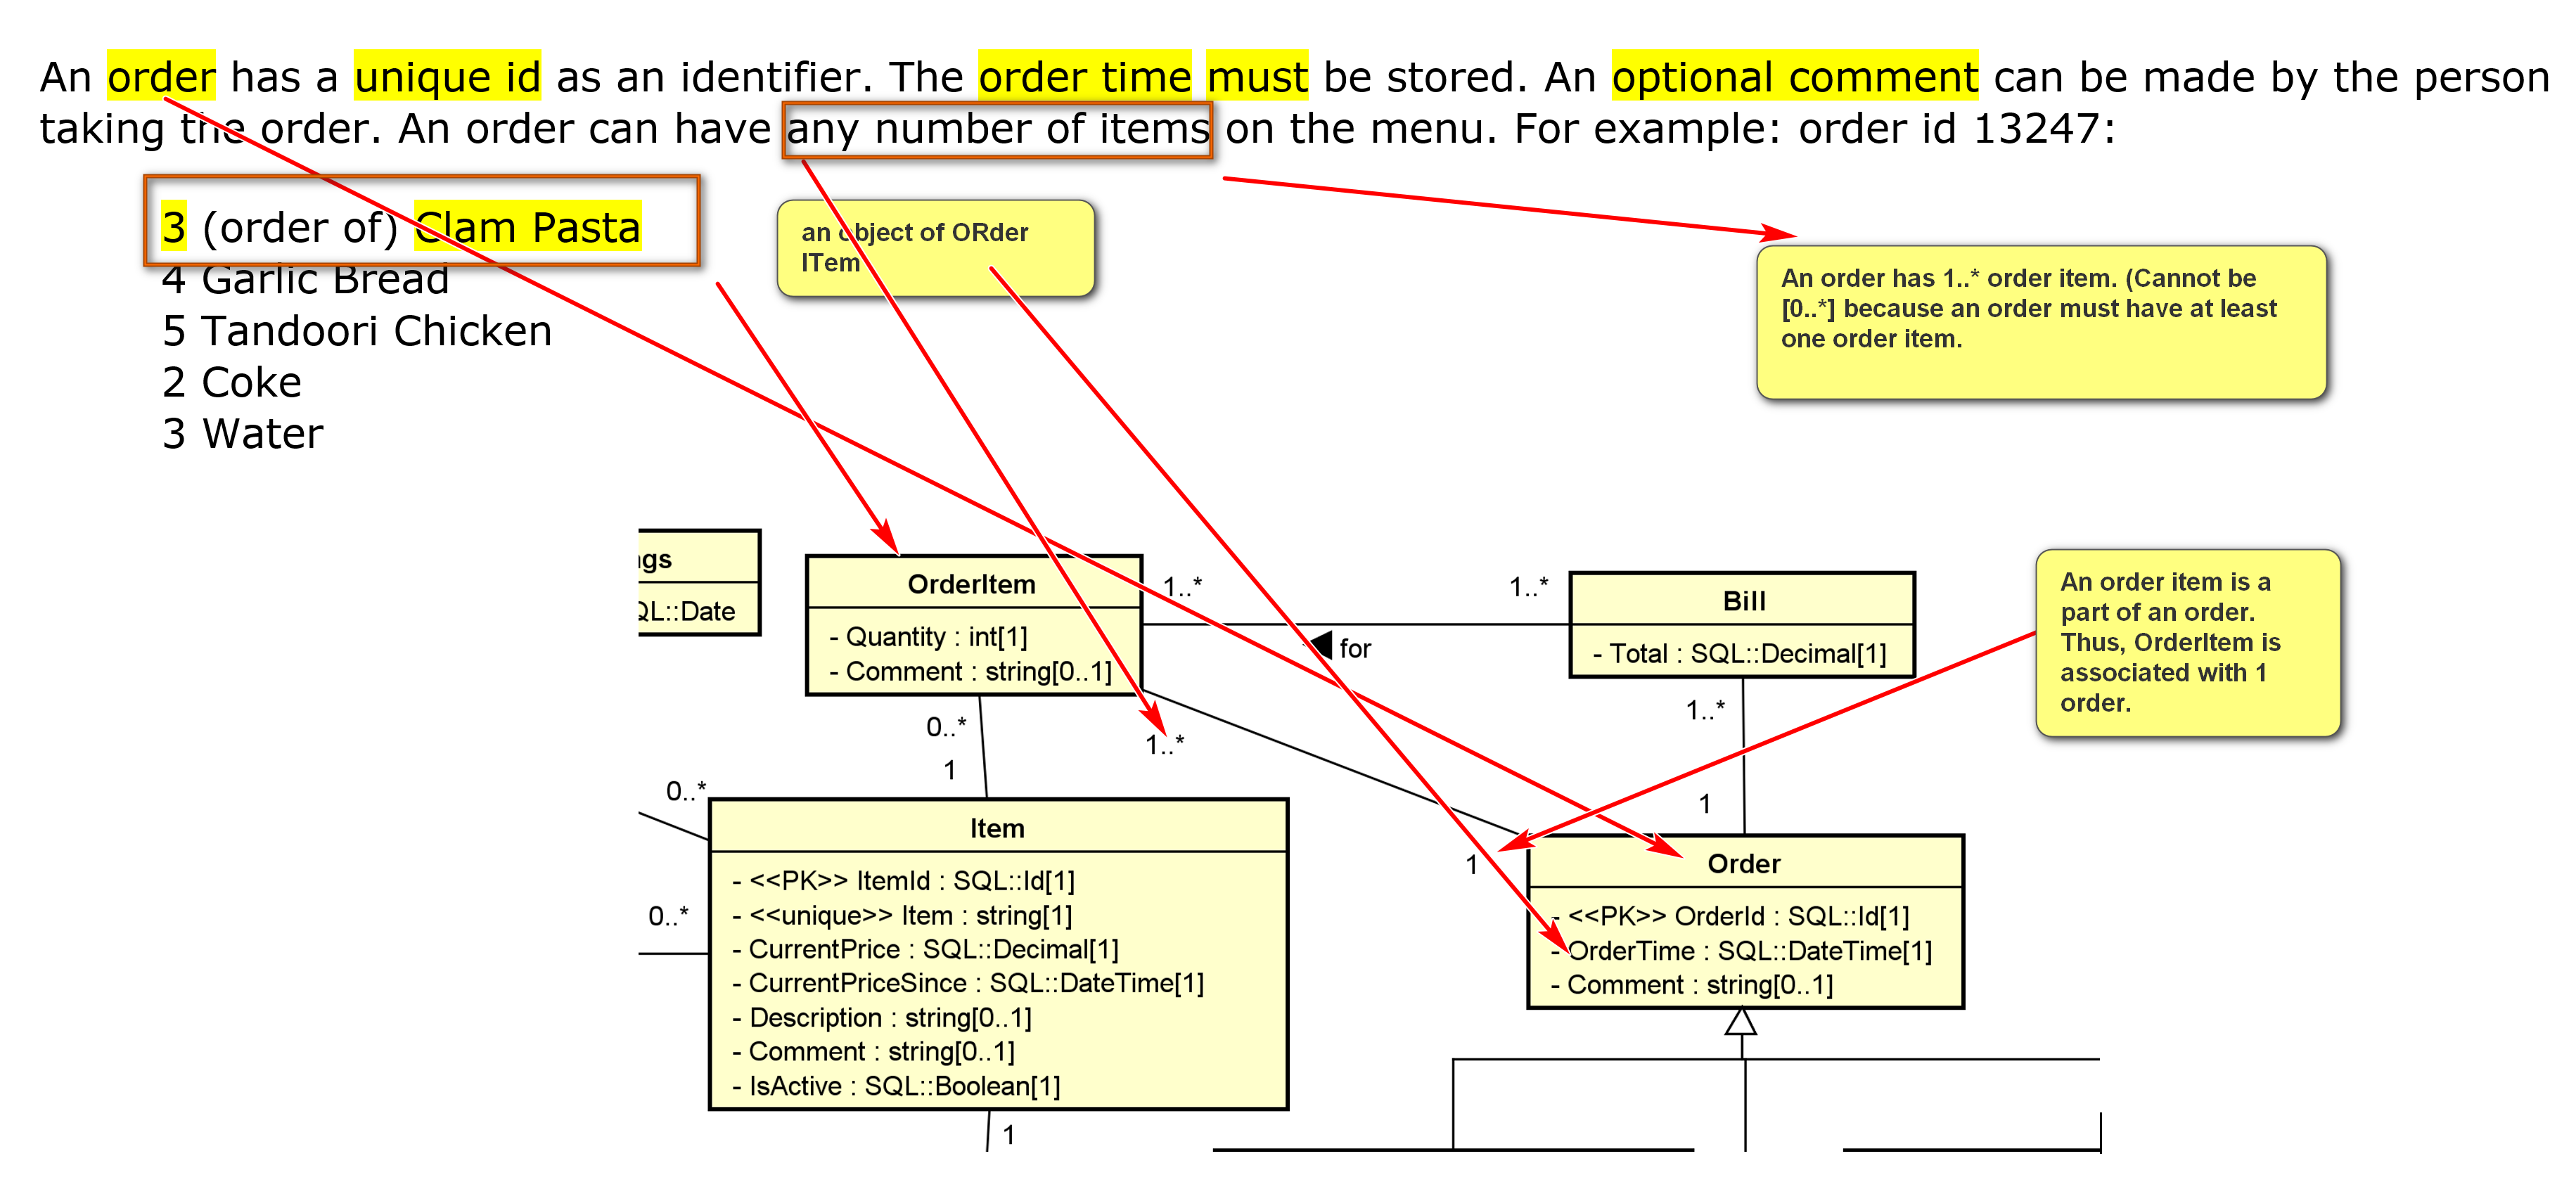 An order has a unique id as an identifier. The order time must be stored. An optional comment can be made by the person
taking the order. An order can have any number of items on the menu. For example: order id 13247:
3 (order of) Clam Pasta
4 Garlic Bread
5 Tandoori Chicken
2 Coke
3 Water
an object of ORder
ITem
An order has 1..* order item. (Cannot be
[0..*] because an order must have at least
one order item.
An order item is a
part of an order.
Thus, OrderItem is
associated with 1
order.
ngs
QL::Date
OrderItem
- Quantity : int[1]
- Comment : string[0..1]
1..*
1..*
for
Bill
- Total : SQL::Decimal[1]
0..*
1
1..*
1..*
1
1
0..*
0..*
Item
- <<PK>> ItemId : SQL::Id[1]
- <<unique>> Item : string[1]
- CurrentPrice : SQL::Decimal[1]
- CurrentPriceSince : SQL::DateTime[1]
- Description : string[0..1]
- Comment : string[0..1]
- IsActive : SQL::Boolean[1]
1
Order
- <<PK>> OrderId : SQL::Id[1]
- OrderTime : SQL::DateTime[1]
- Comment : string[0..1]